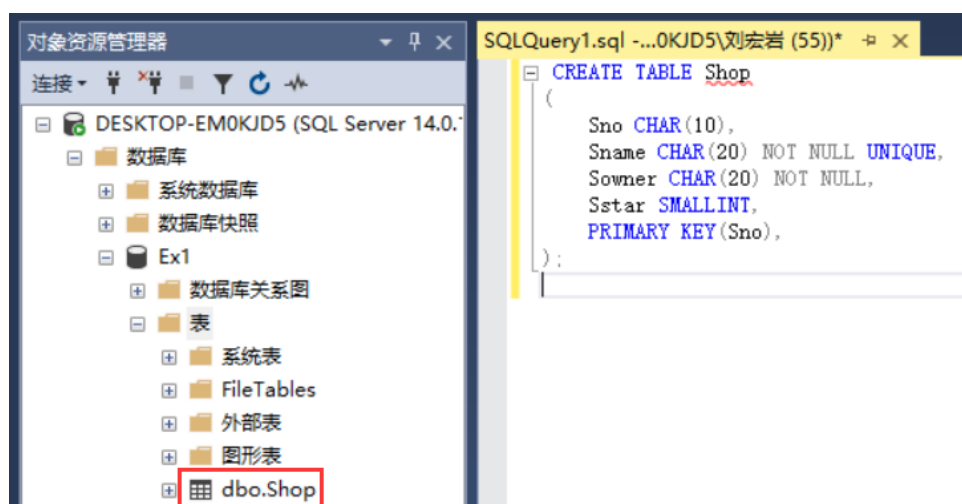 对象资源管理器
连接
DESKTOP-EM0KJD5 (SQL Server 14.0.
数据库
系统数据库
数据库快照
Ex1
数据库关系图
表
系统表
FileTables
外部表
图形表
dbo.Shop
SQLQuery1.sql -...0KJD5\刘宏岩 (55))*
CREATE TABLE Shop
(
Sno CHAR(10),
Sname CHAR(20) NOT NULL UNIQUE,
Sowner CHAR(20) NOT NULL,
Sstar SMALLINT,
PRIMARY KEY(Sno),
);